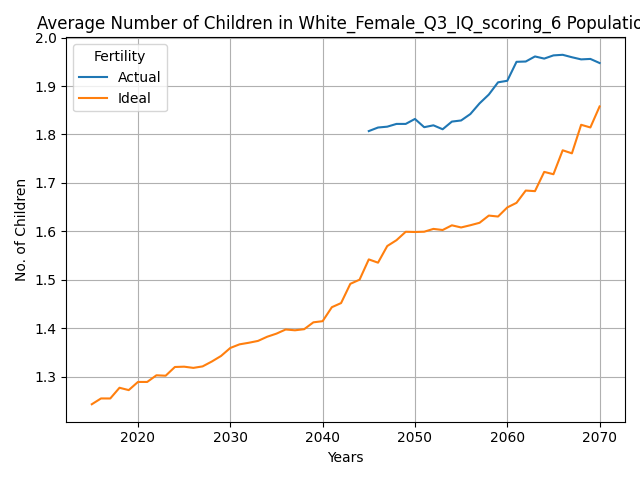 Average Number of Children in White_Female_Q3_IQ_scoring_6 Populatio
Fertility
Actual
Ideal
No. of Children
2.0
1.9
1.8
1.7
1.6
1.5
1.4
1.3
2020 2030 2040 2050 2060 2070
Years